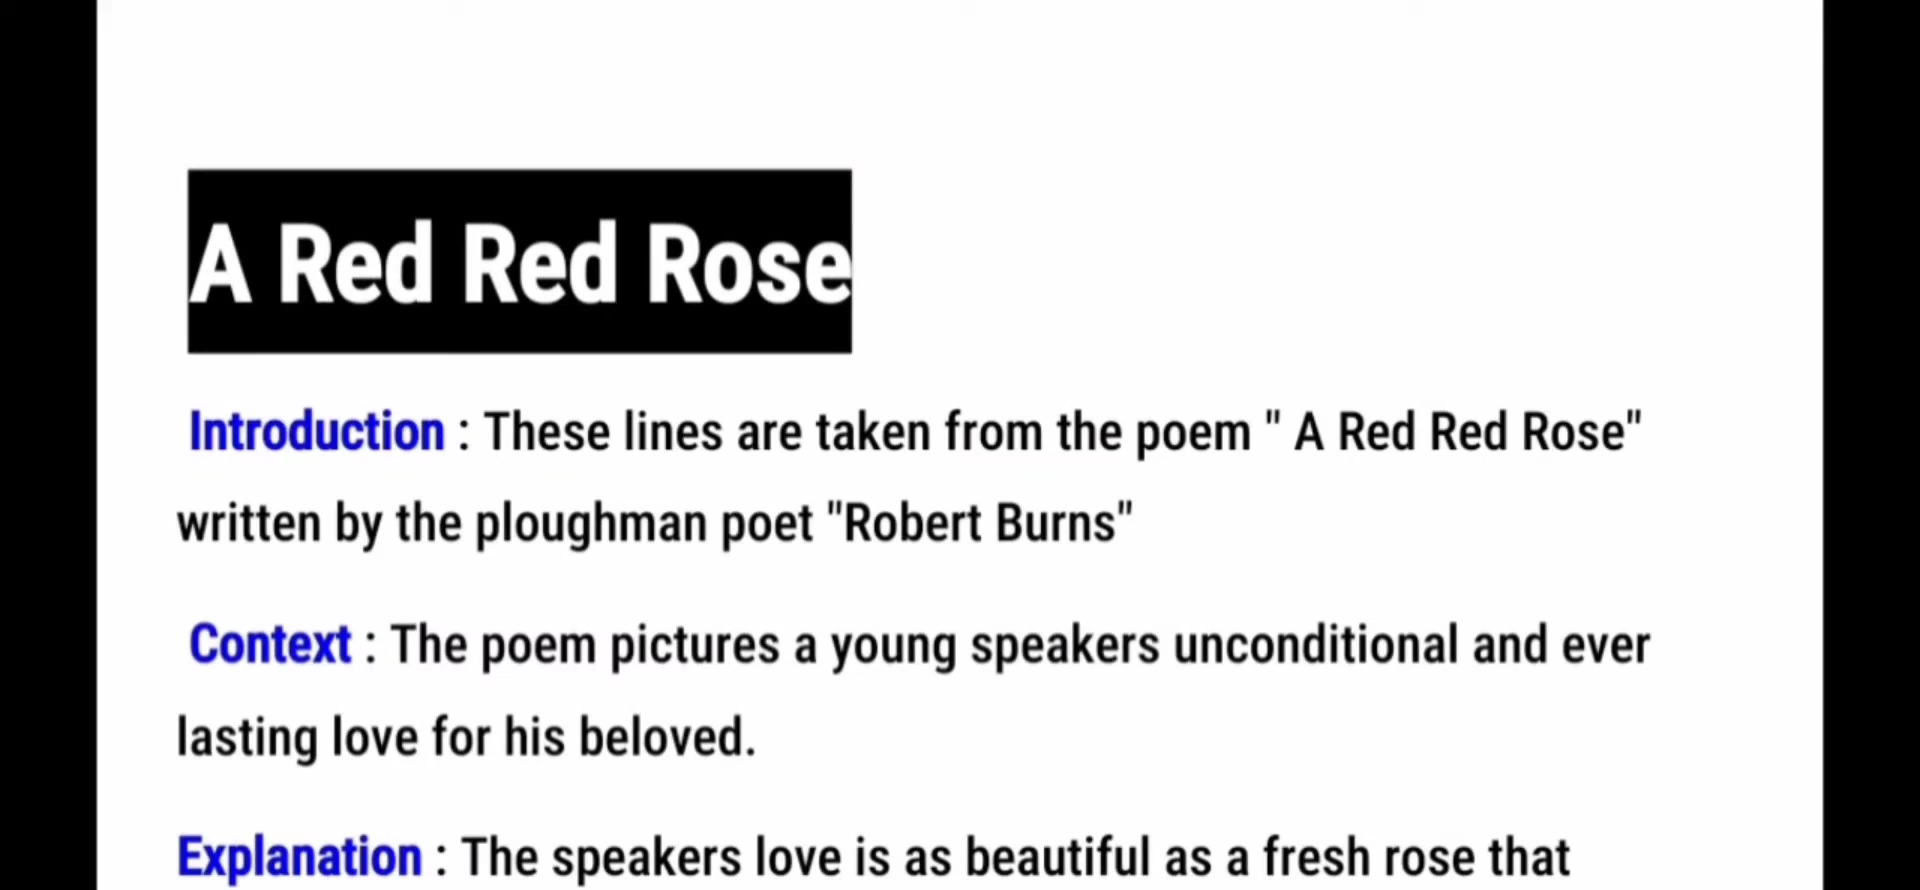 A Red Red Rose
Introduction : These lines are taken from the poem " A Red Red Rose"
written by the ploughman poet "Robert Burns"
Context : The poem pictures a young speakers unconditional and ever
lasting love for his beloved.
Explanation : The speakers love is as beautiful as a fresh rose that